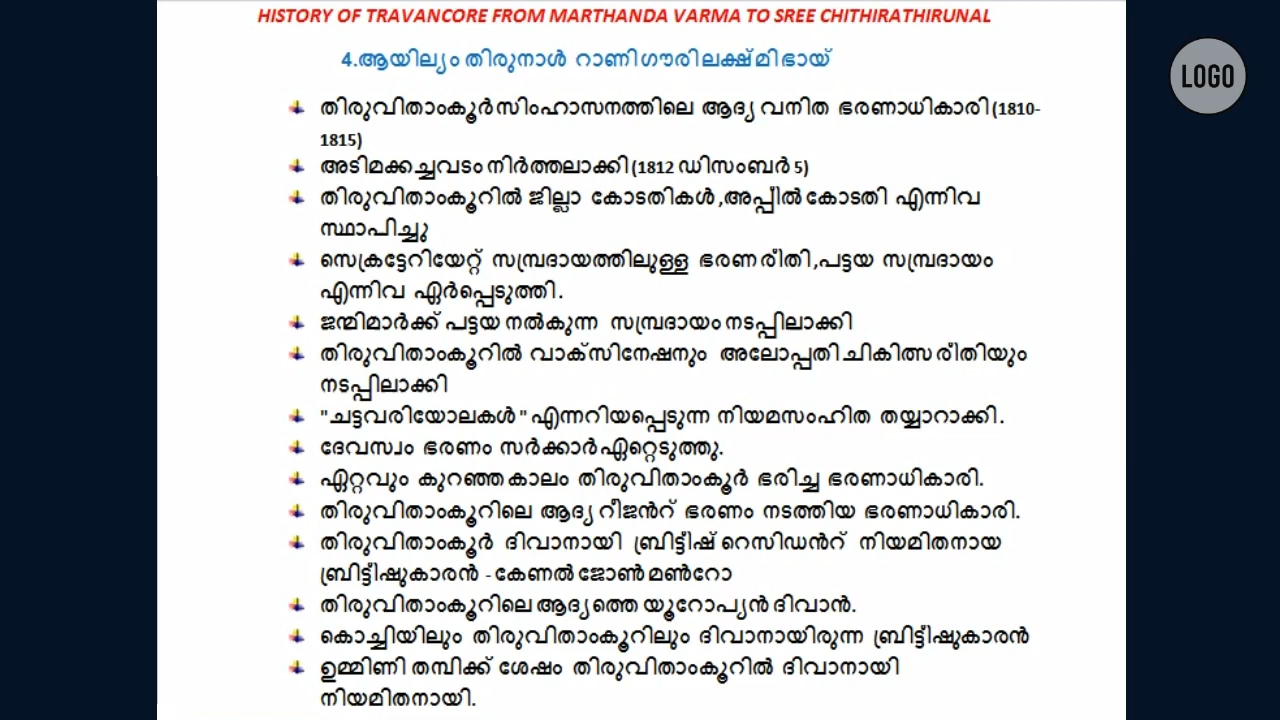 HISTORY OF TRAVANCORE FROM MARTHANDA VARMA TO SREE CHITHIRATHIRUNAL
LOGO
4.ആയില്യം തിരുനാൾ റാണി ഗൗരി ലക്ഷ്മി ഭായ്
തിരുവിതാംകൂർ സിംഹാസനത്തിലെ ആദ്യ വനിത ഭരണാധികാരി (1810-
1815)
അടിമക്കച്ചവടം നിർത്തലാക്കി (1812 ഡിസംബർ 5)
തിരുവിതാംകൂറിൽ ജില്ലാ കോടതികൾ ,അപ്പീൽ കോടതി എന്നിവ
സ്ഥാപിച്ചു
സെക്രട്ടേറിയേറ്റ് സമ്പ്രദായത്തിലുള്ള ഭരണ രീതി ,പട്ടയ സമ്പ്രദായം
എന്നിവ ഏർപ്പെടുത്തി.
ജന്മിമാർക്ക് പട്ടയ നൽകുന്ന സമ്പ്രദായം നടപ്പിലാക്കി
തിരുവിതാംകൂറിൽ വാക്സിനേഷനും അലോപ്പതി ചികിത്സ രീതിയും
നടപ്പിലാക്കി
"ചട്ടവരിയോലകൾ" എന്നറിയപ്പെടുന്ന നിയമസംഹിത തയ്യാറാക്കി.
ദേവസ്വം ഭരണം സർക്കാർ ഏറ്റെടുത്തു.
ഏറ്റവും കുറഞ്ഞ കാലം തിരുവിതാംകൂർ ഭരിച്ച ഭരണാധികാരി.
തിരുവിതാംകൂറിലെ ആദ്യ റീജൻറ് ഭരണം നടത്തിയ ഭരണാധികാരി.
തിരുവിതാംകൂർ ദിവാനായി ബ്രിട്ടീഷ് റെസിഡൻറ് നിയമിതനായ
ബ്രിട്ടീഷുകാരൻ - കേണൽ ജോൺ മൺറോ
തിരുവിതാംകൂറിലെ ആദ്യത്തെ യൂറോപ്യൻ ദിവാൻ.
കൊച്ചിയിലും തിരുവിതാംകൂറിലും ദിവാനായിരുന്ന ബ്രിട്ടീഷുകാരൻ
ഉമ്മിണി തമ്പിക്ക് ശേഷം തിരുവിതാംകൂറിൽ ദിവാനായി
നിയമിതനായി.